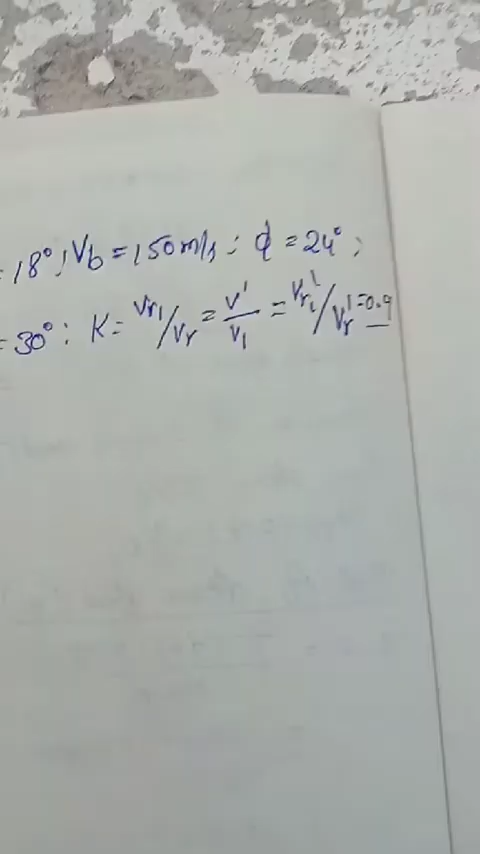 = 18° ; Vb = 150 m/s ; ϕ = 24° ;
= 30° : K = Vr1/Vr = V'/V1 = Vr1'/Vr' = 0.9